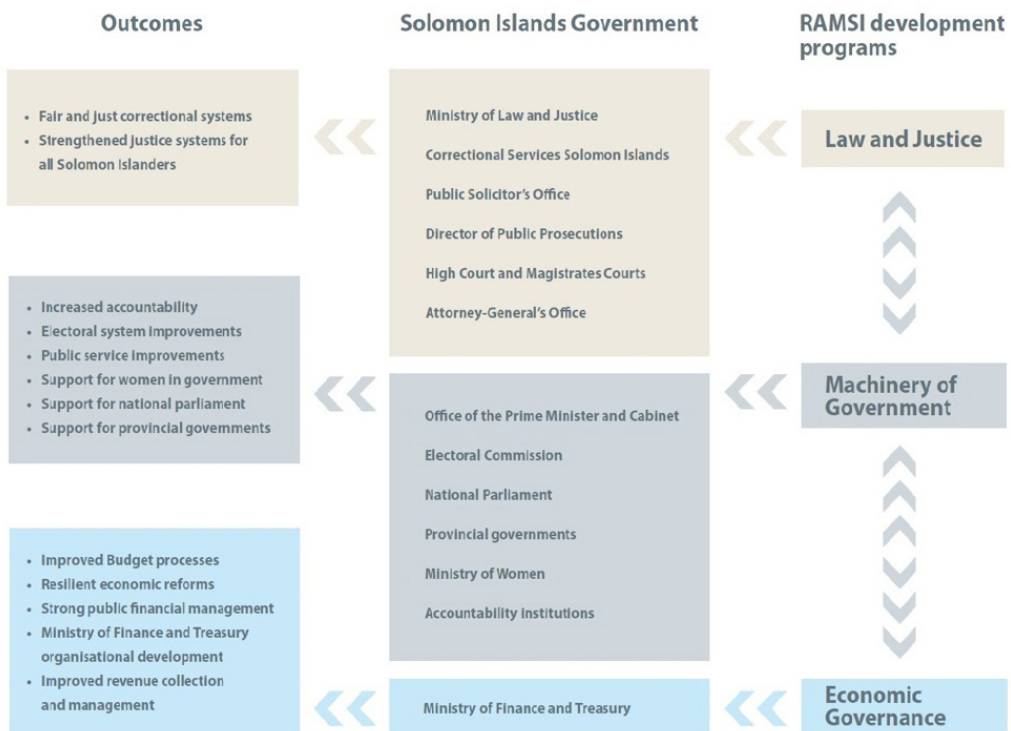 Outcomes
Solomon Islands Government
RAMSI development
programs
• Fair and just correctional systems
• Strengthened justice systems for
all Solomon Islanders
Ministry of Law and Justice
Correctional Services Solomon Islands
Public Solicitor's Office
Director of Public Prosecutions
High Court and Magistrates Courts
Attorney-General's Office
Law and Justice
• Increased accountability
• Electoral system improvements
• Public service improvements
• Support for women in government
• Support for national parliament
• Support for provincial governments
Office of the Prime Minister and Cabinet
Electoral Commission
National Parliament
Provincial governments
Ministry of Women
Accountability institutions
Machinery of
Government
• Improved Budget processes
• Resilient economic reforms
• Strong public financial management
• Ministry of Finance and Treasury
organisational development
• Improved revenue collection
and management
Ministry of Finance and Treasury
Economic
Governance